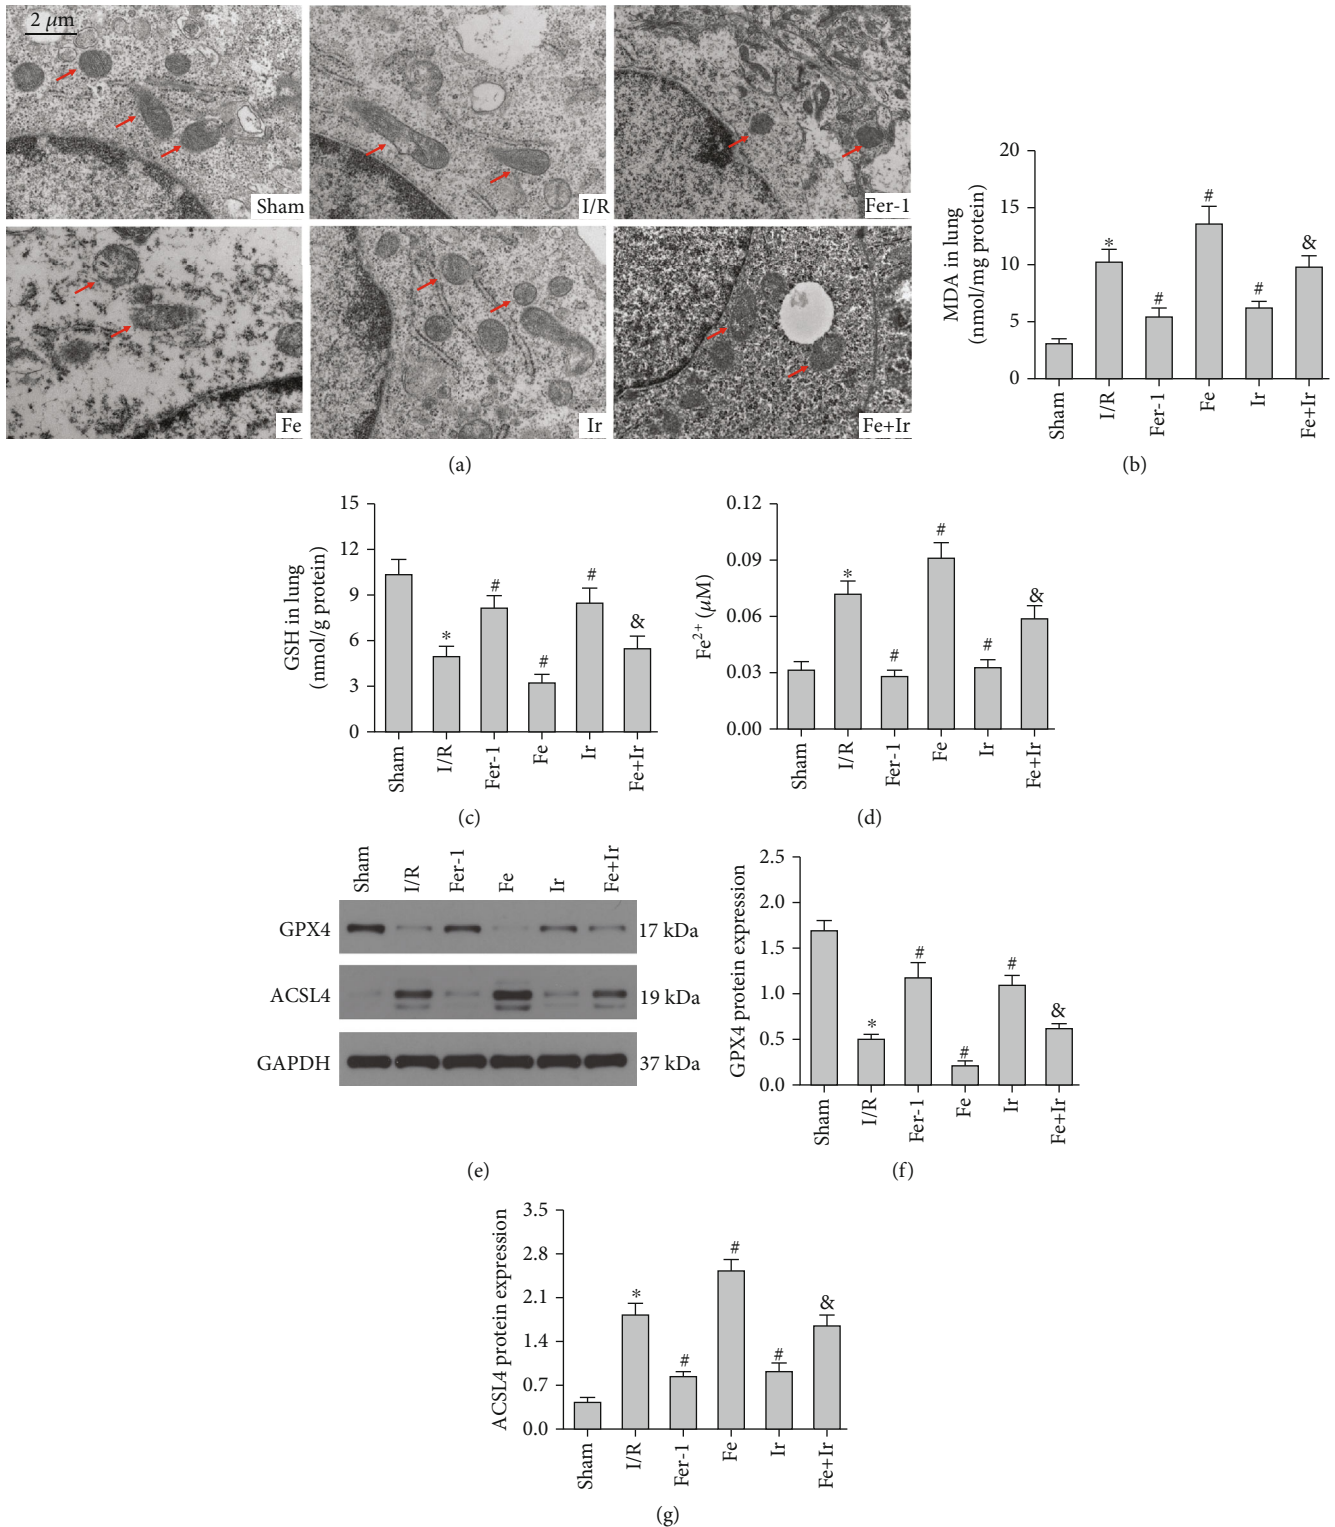 2 μm
Sham
I/R
Fer-1
Fe
Ir
Fe+Ir
(a)
20
15
10
5
0
MDA in lung
(nmol/mg protein)
*
#
#
#
&
Sham
I/R
Fer-1
Fe
Ir
Fe+Ir
(b)
15
12
9
6
3
0
GSH in lung
(nmol/g protein)
*
#
#
#
&
Sham
I/R
Fer-1
Fe
Ir
Fe+Ir
(c)
0.12
0.09
0.06
0.03
0.00
Fe²⁺ (μM)
*
#
#
#
&
Sham
I/R
Fer-1
Fe
Ir
Fe+Ir
(d)
Sham
I/R
Fer-1
Fe
Ir
Fe+Ir
GPX4 17 kDa
ACSL4 19 kDa
GAPDH 37 kDa
(e)
2.5
2.0
1.5
1.0
0.5
0.0
GPX4 protein expression
*
#
#
#
&
Sham
I/R
Fer-1
Fe
Ir
Fe+Ir
(f)
3.5
2.8
2.1
1.4
0.7
0.0
ACSL4 protein expression
*
#
#
#
&
Sham
I/R
Fer-1
Fe
Ir
Fe+Ir
(g)